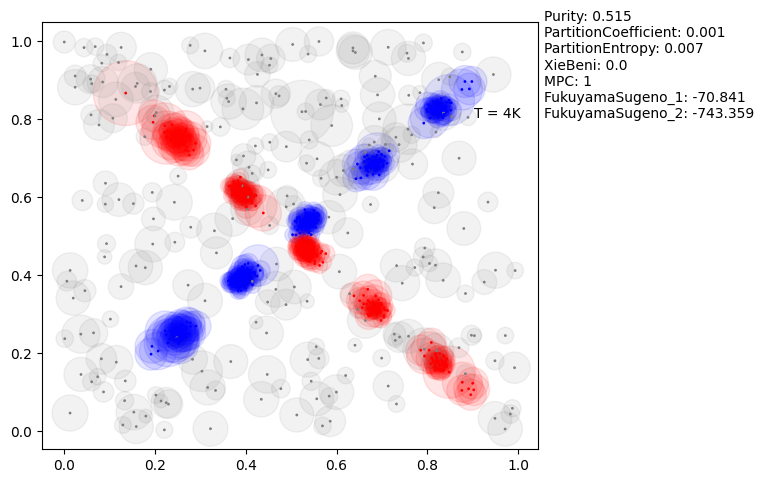 Purity: 0.515
PartitionCoefficient: 0.001
PartitionEntropy: 0.007
XieBeni: 0.0
MPC: 1
FukuyamaSugeno_1: -70.841
FukuyamaSugeno_2: -743.359
T = 4K
1.0
0.8
0.6
0.4
0.2
0.0
0.0 0.2 0.4 0.6 0.8 1.0